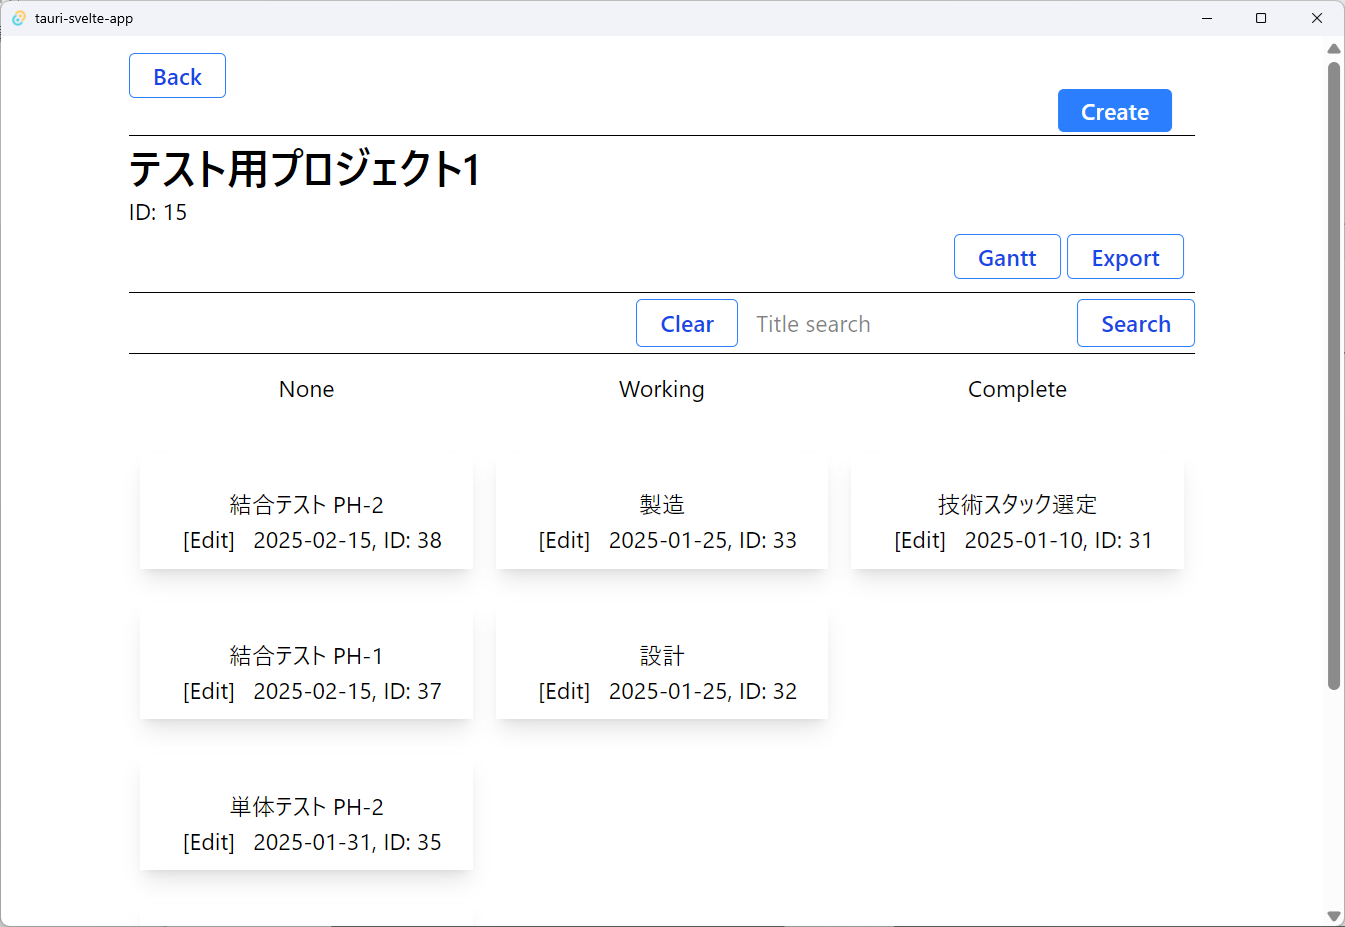 tauri-svelte-app
Back
Create
テスト用プロジェクト1
ID: 15
Gantt Export
Clear Title search Search
None Working Complete
結合テスト PH-2
[Edit] 2025-02-15, ID: 38
製造
[Edit] 2025-01-25, ID: 33
技術スタック選定
[Edit] 2025-01-10, ID: 31
結合テスト PH-1
[Edit] 2025-02-15, ID: 37
設計
[Edit] 2025-01-25, ID: 32
単体テスト PH-2
[Edit] 2025-01-31, ID: 35